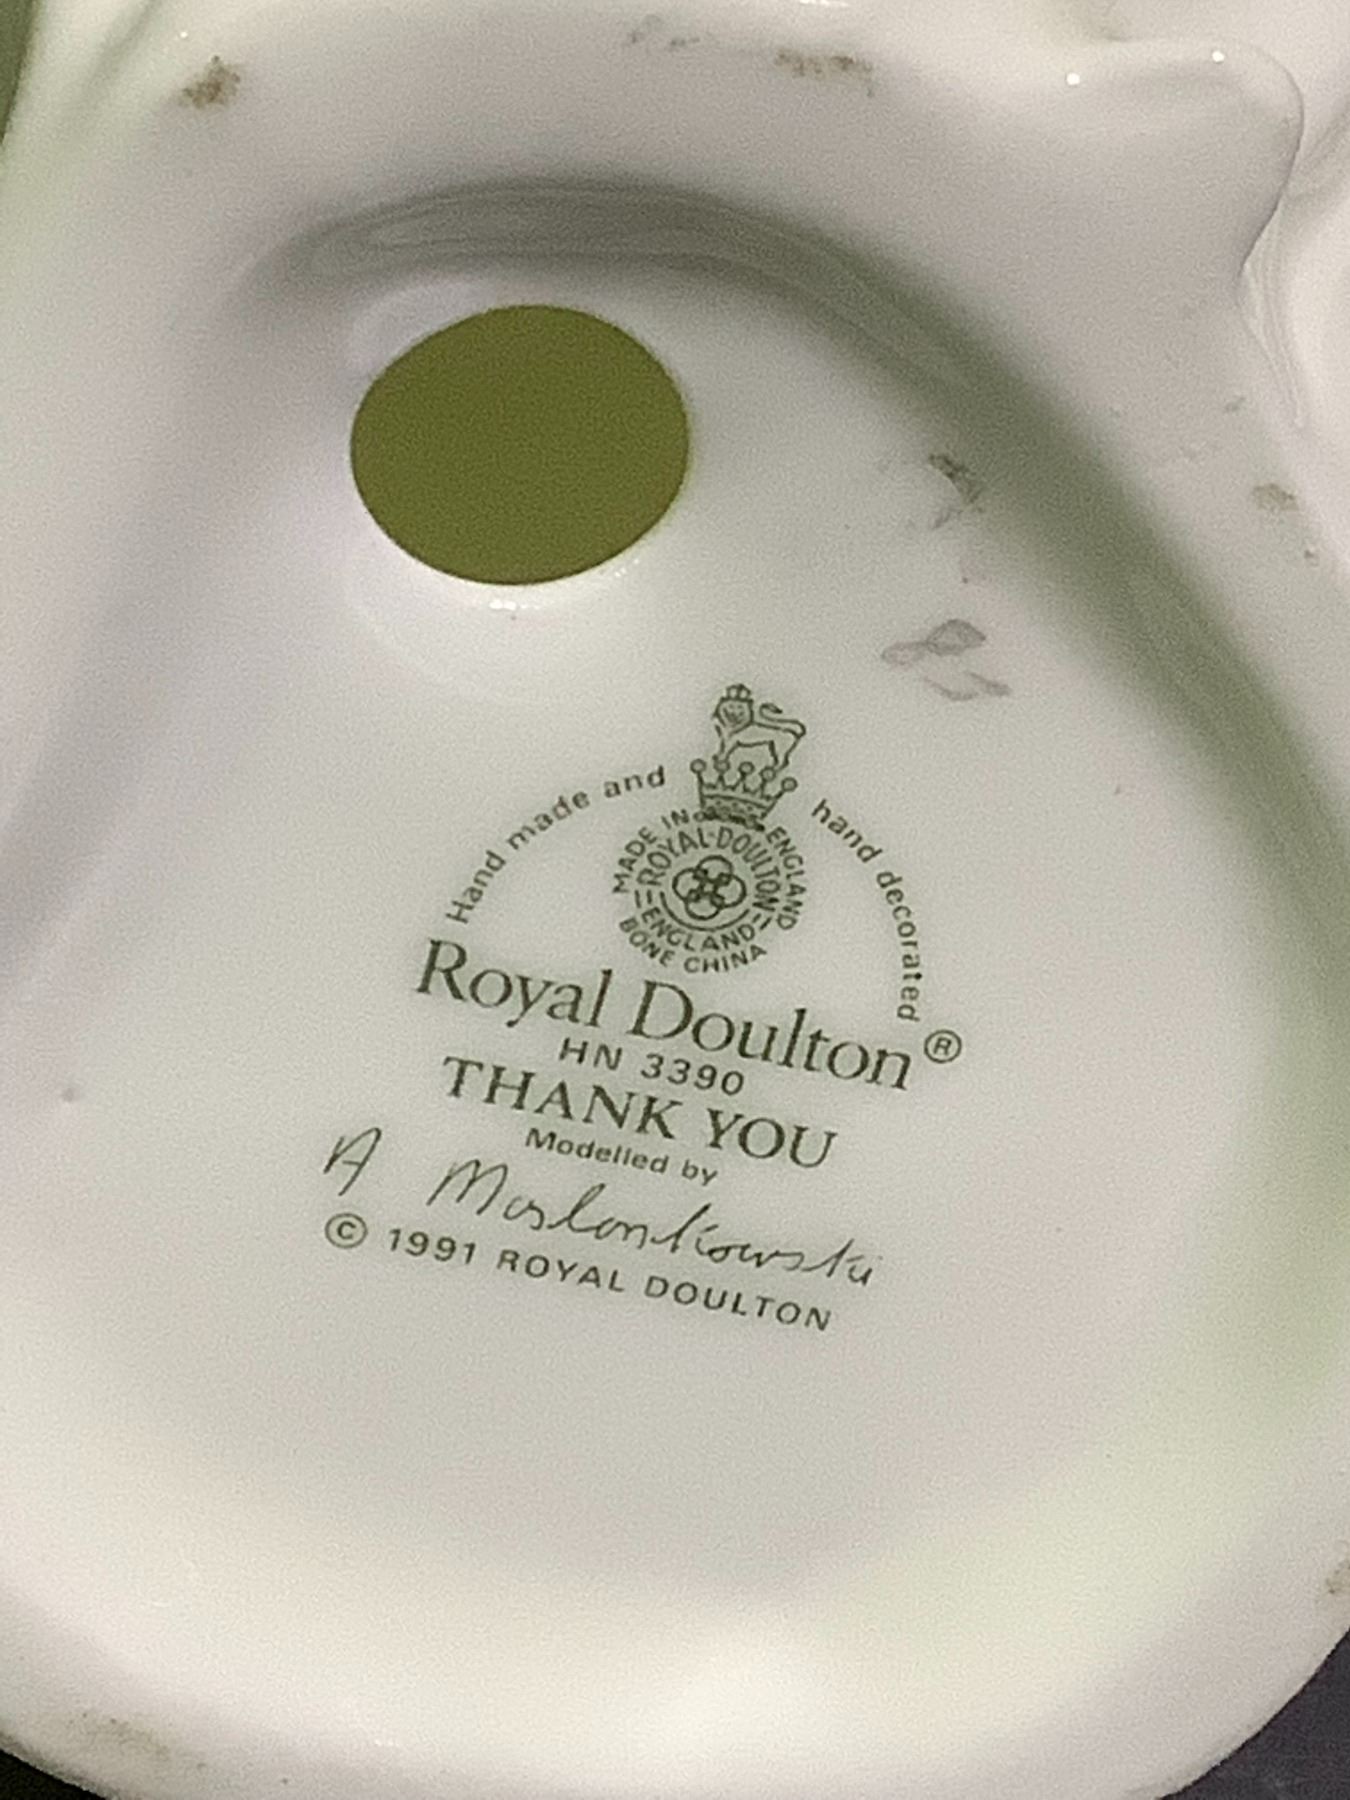 Hand made and hand decorated
MADE IN ENGLAND
ROYAL·DOULTON
ENGLAND
BONE CHINA
Royal Doulton®
HN 3390
THANK YOU
Modelled by
A Maslankowski
© 1991 ROYAL DOULTON